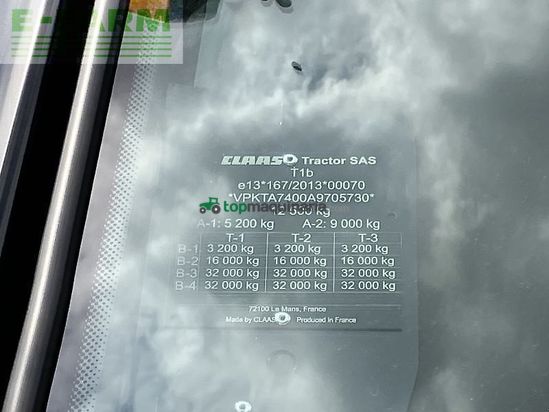 E-FARM
CLAAS Tractor SAS
T1b
e13*167/2013*00070
*VPKTA7400A9705730*
topmaquinaria
kg
A-1: 5 200 kg A-2: 9 000 kg
T-1 T-2 T-3
B-1 3 200 kg 3 200 kg 3 200 kg
B-2 16 000 kg 16 000 kg 16 000 kg
B-3 32 000 kg 32 000 kg 32 000 kg
B-4 32 000 kg 32 000 kg 32 000 kg
72100 Le Mans, France
Made by CLAAS Produced in France